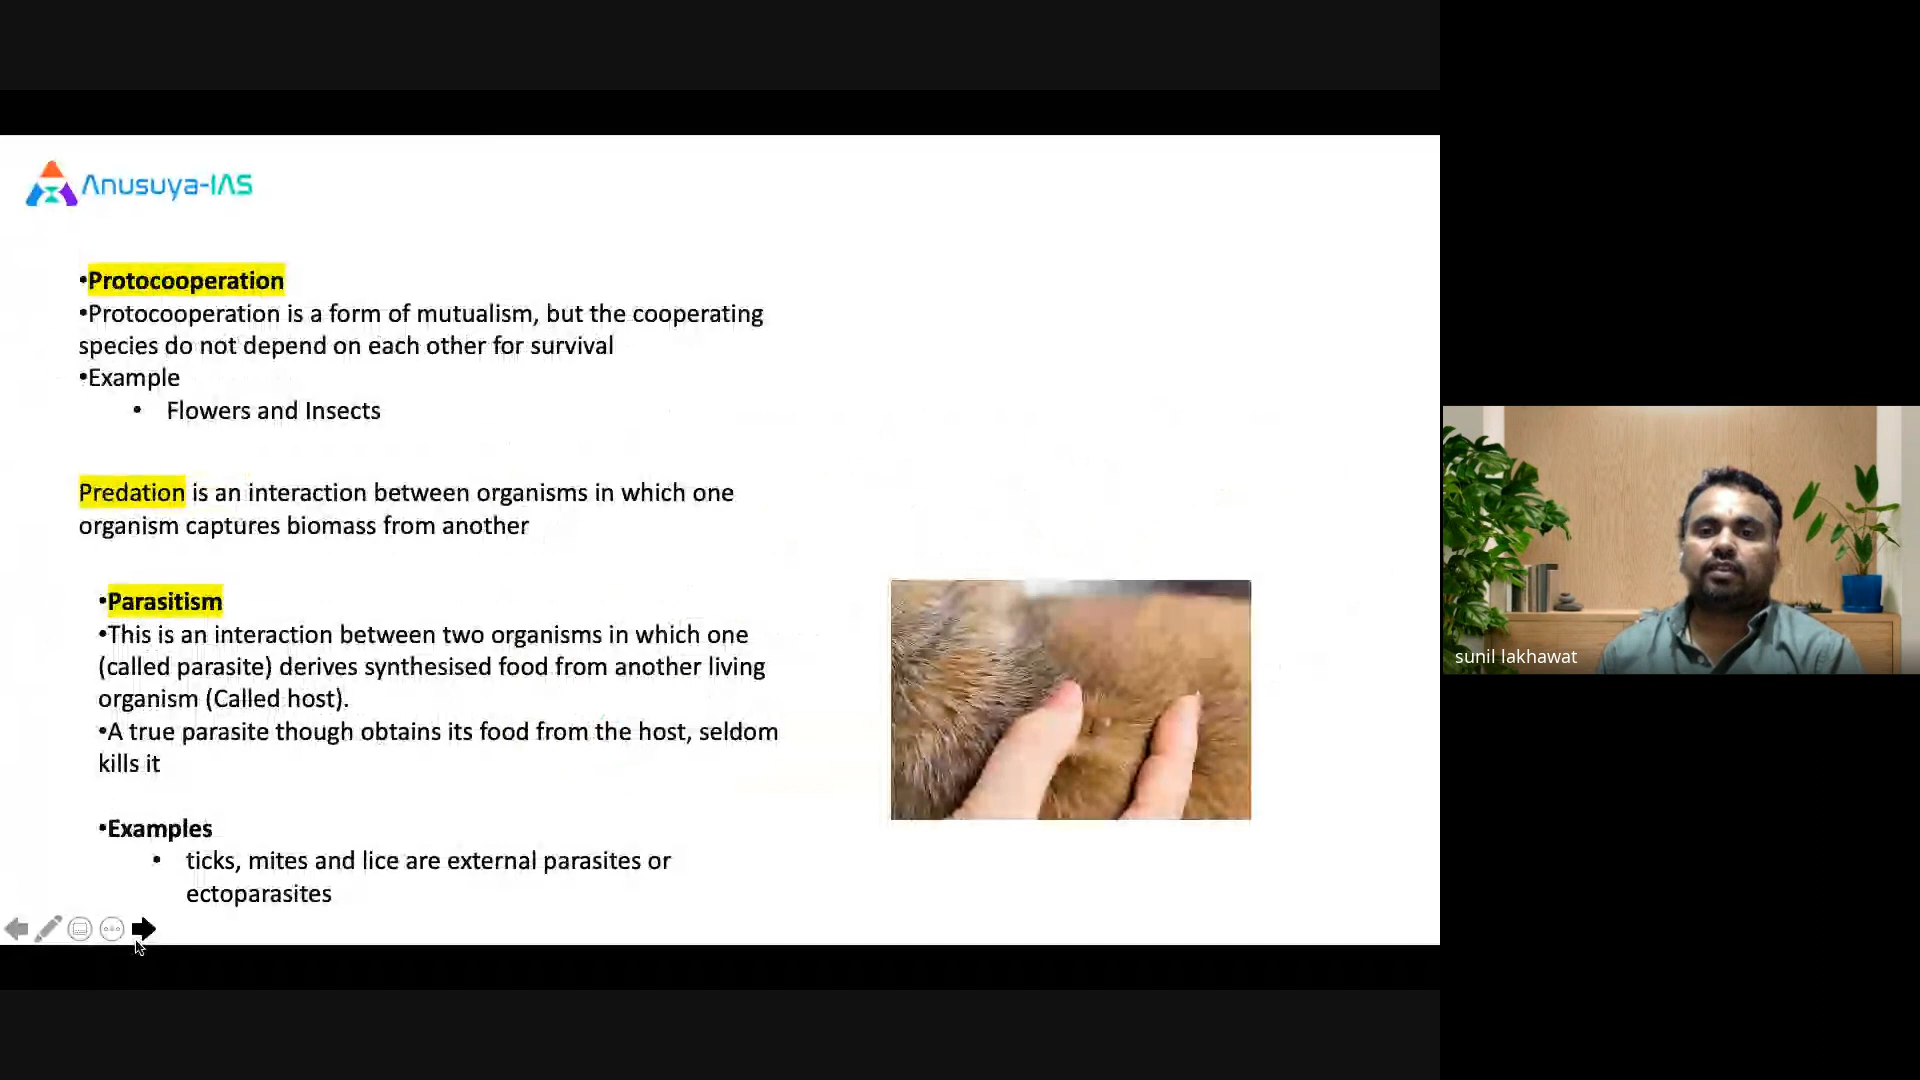 Anusuya-IAS
•Protocooperation
•Protocooperation is a form of mutualism, but the cooperating
species do not depend on each other for survival
•Example
• Flowers and Insects
Predation is an interaction between organisms in which one
organism captures biomass from another
•Parasitism
•This is an interaction between two organisms in which one
(called parasite) derives synthesised food from another living
organism (Called host).
•A true parasite though obtains its food from the host, seldom
kills it
•Examples
• ticks, mites and lice are external parasites or
ectoparasites
sunil lakhawat